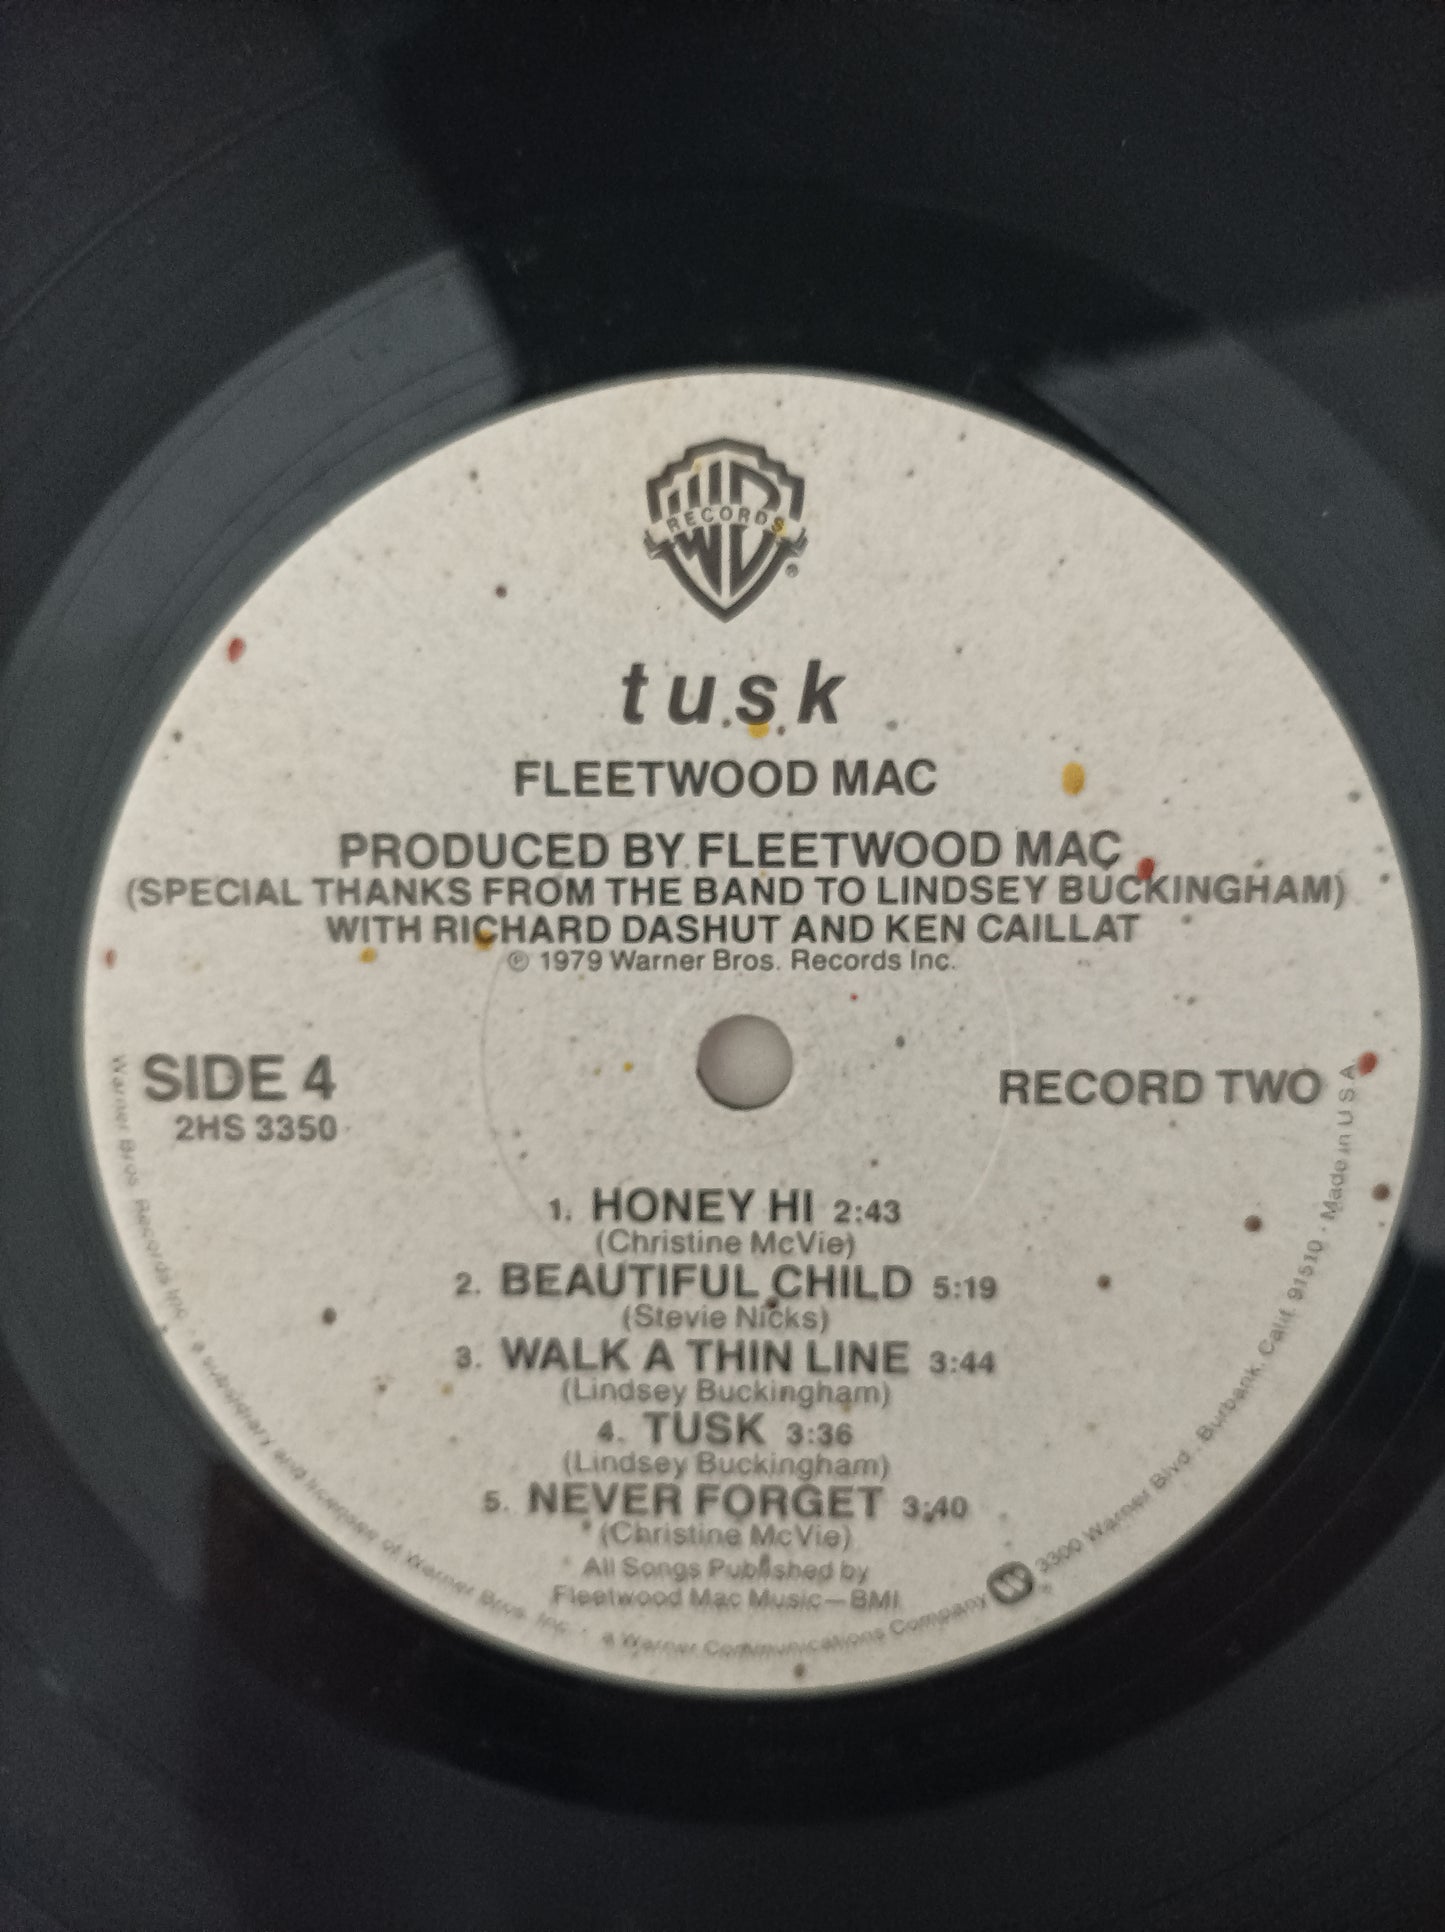 RECORDS
®
tusk
FLEETWOOD MAC
PRODUCED BY FLEETWOOD MAC
(SPECIAL THANKS FROM THE BAND TO LINDSEY BUCKINGHAM)
WITH RICHARD DASHUT AND KEN CAILLAT
℗ 1979 Warner Bros. Records Inc.
SIDE 4
2HS 3350
RECORD TWO
1. HONEY HI 2:43
(Christine McVie)
2. BEAUTIFUL CHILD 5:19
(Stevie Nicks)
3. WALK A THIN LINE 3:44
(Lindsey Buckingham)
4. TUSK 3:36
(Lindsey Buckingham)
5. NEVER FORGET 3:40
(Christine McVie)
All Songs Published by
Fleetwood Mac Music—BMI
Warner Bros. Records Inc. · a subsidiary and licensee of Warner Bros. Inc. · a Warner Communications Company 3300 Warner Blvd., Burbank, Calif. 91510 · Made in U.S.A.